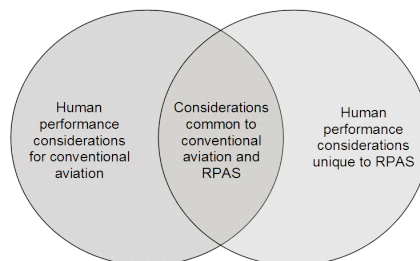 Human
performance
considerations
for conventional
aviation
Considerations
common to
conventional
aviation and
RPAS
Human
performance
considerations
unique to RPAS